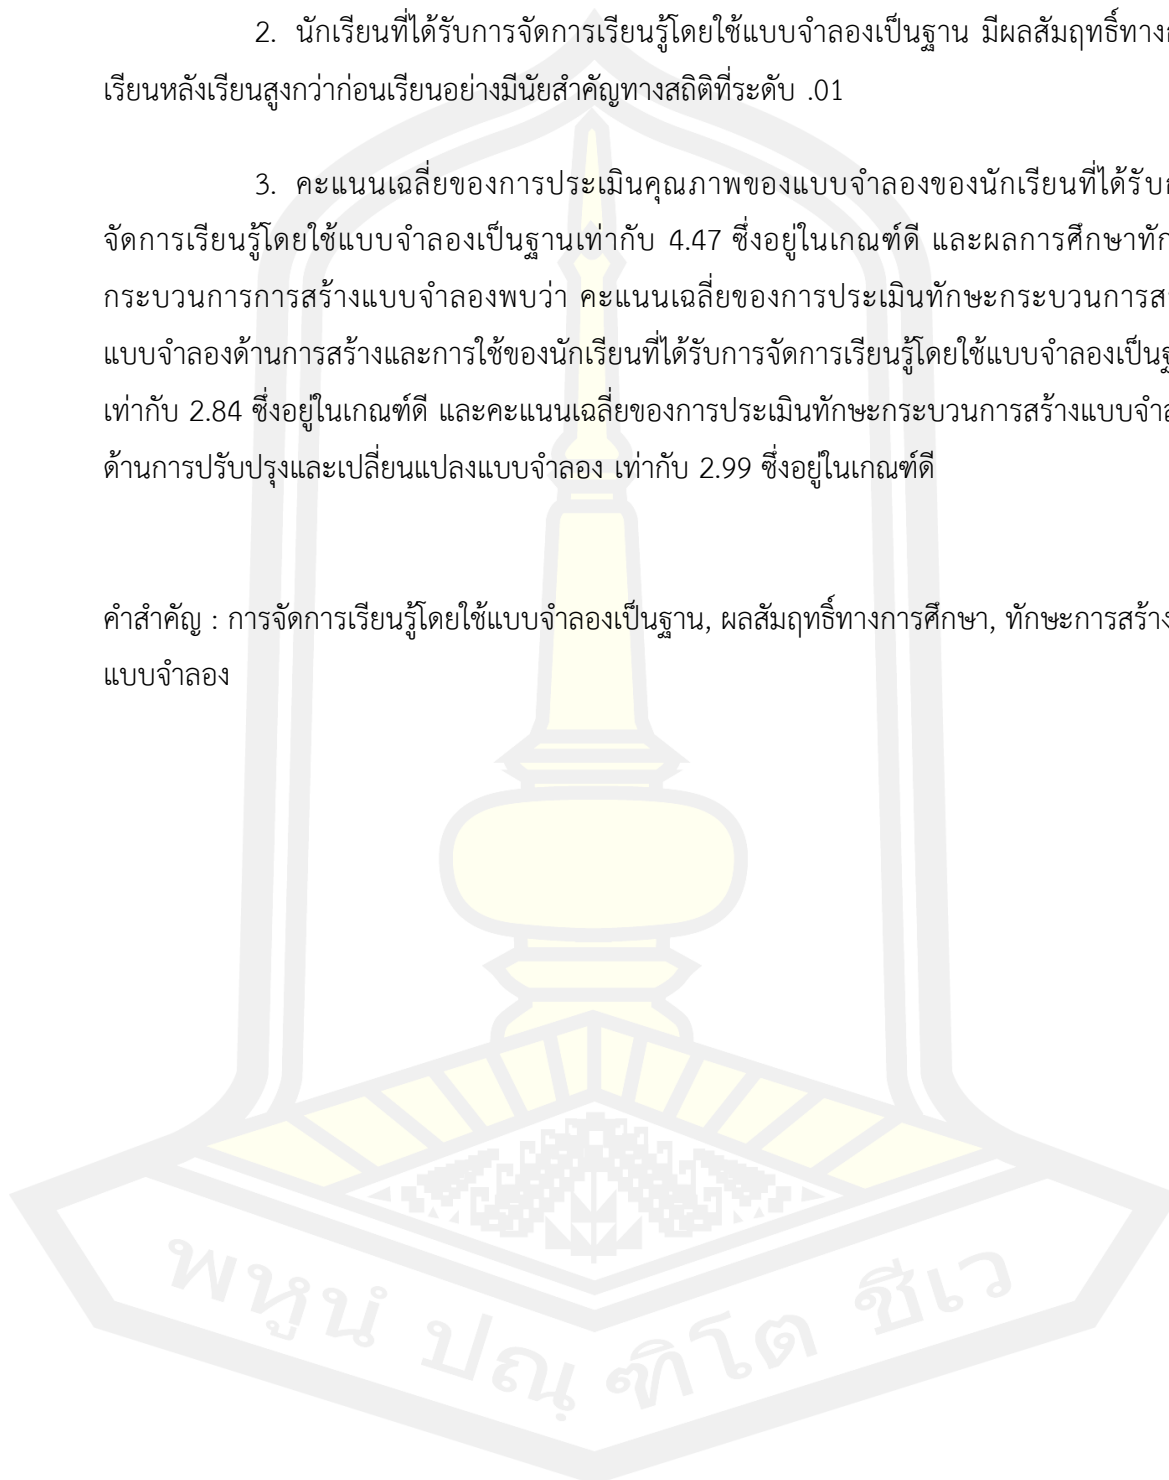 2. นักเรียนที่ได้รับการจัดการเรียนรู้โดยใช้แบบจำลองเป็นฐาน มีผลสัมฤทธิ์ทาง
เรียนหลังเรียนสูงกว่าก่อนเรียนอย่างมีนัยสำคัญทางสถิติที่ระดับ .01
3. คะแนนเฉลี่ยของการประเมินคุณภาพของแบบจำลองของนักเรียนที่ได้รับ
จัดการเรียนรู้โดยใช้แบบจำลองเป็นฐานเท่ากับ 4.47 ซึ่งอยู่ในเกณฑ์ดี และผลการศึกษา
กระบวนการการสร้างแบบจำลองพบว่า คะแนนเฉลี่ยของการประเมินทักษะกระบวนการ
แบบจำลองด้านการสร้างและการใช้ของนักเรียนที่ได้รับการจัดการเรียนรู้โดยใช้แบบจำลองเป็น
เท่ากับ 2.84 ซึ่งอยู่ในเกณฑ์ดี และคะแนนเฉลี่ยของการประเมินทักษะกระบวนการสร้าง
ด้านการปรับปรุงและเปลี่ยนแปลงแบบจำลอง เท่ากับ 2.99 ซึ่งอยู่ในเกณฑ์ดี
คำสำคัญ : การจัดการเรียนรู้โดยใช้แบบจำลองเป็นฐาน, ผลสัมฤทธิ์ทางการศึกษา, ทักษะการสร้าง
แบบจำลอง
พหูนํ ปณฺฑิโต ชีเว